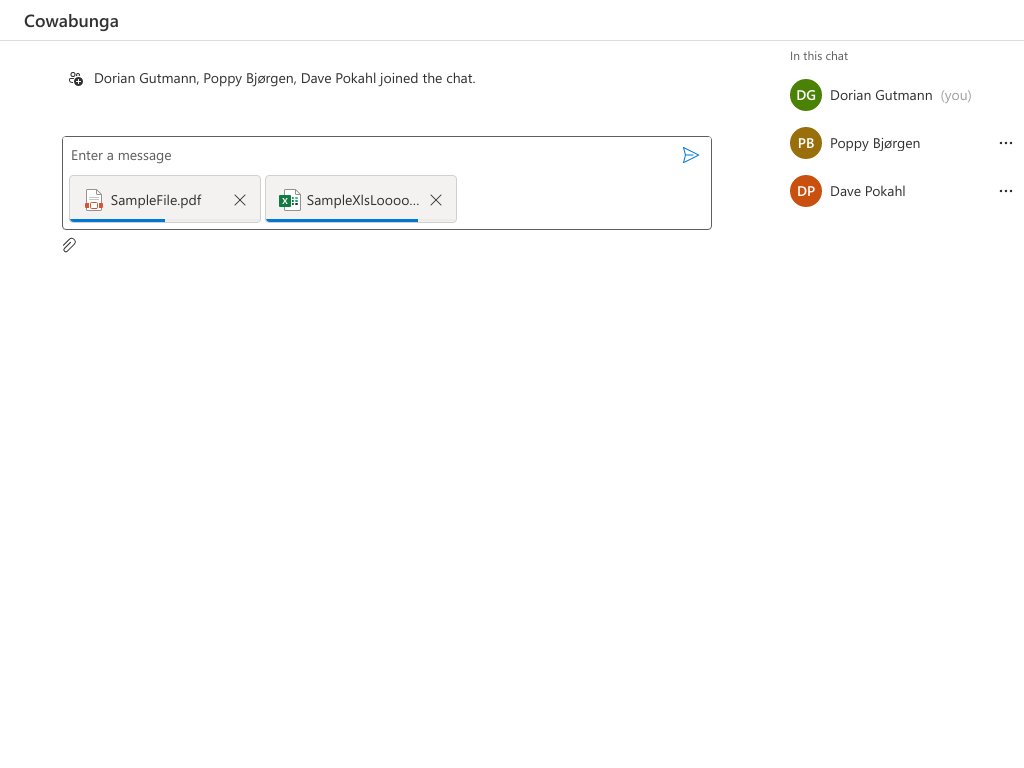 Cowabunga
Dorian Gutmann, Poppy Bjørgen, Dave Pokahl joined the chat.
Enter a message
SampleFile.pdf
SampleXlsLoooo...
In this chat
DG Dorian Gutmann (you)
PB Poppy Bjørgen
DP Dave Pokahl